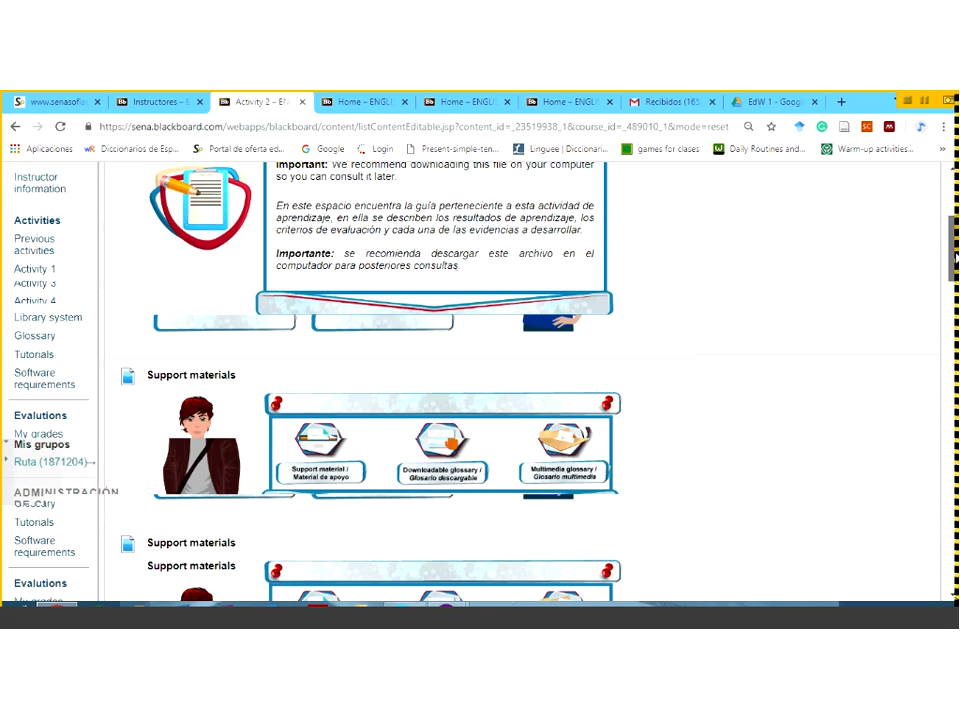 www.senasofia
Instructores – E
Activity 2 – EN
Home – ENGLI
Home – ENGLI
Home – ENGLI
Recibidos (165
EdW 1 - Googl
https://sena.blackboard.com/webapps/blackboard/content/listContentEditable.jsp?content_id=_23519938_1&course_id=_489010_1&mode=reset
Aplicaciones
Diccionarios de Esp...
Portal de oferta ed...
Google
Login
Present-simple-ten...
Linguee | Diccionari...
games for clases
Daily Routines and...
Warm-up activities...
»
Instructor
information
Activities
Previous
activities
Activity 1
Activity 3
Activity 4
Library system
Glossary
Tutorials
Software
requirements
Evalutions
My grades
Mis grupos
Ruta (1871204)
ADMINISTRACIÓN
Tutorials
Software
requirements
Evalutions
My grades
Important: We recommend downloading this file on your computer
so you can consult it later.
En este espacio encuentra la guía perteneciente a esta actividad de
aprendizaje, en ella se describen los resultados de aprendizaje, los
criterios de evaluación y cada una de las evidencias a desarrollar.
Importante: se recomienda descargar este archivo en el
computador para posteriores consultas.
Support materials
Support material /
Material de apoyo
Downloadable glossary /
Glosario descargable
Multimedia glossary /
Glosario multimedia
Support materials
Support materials